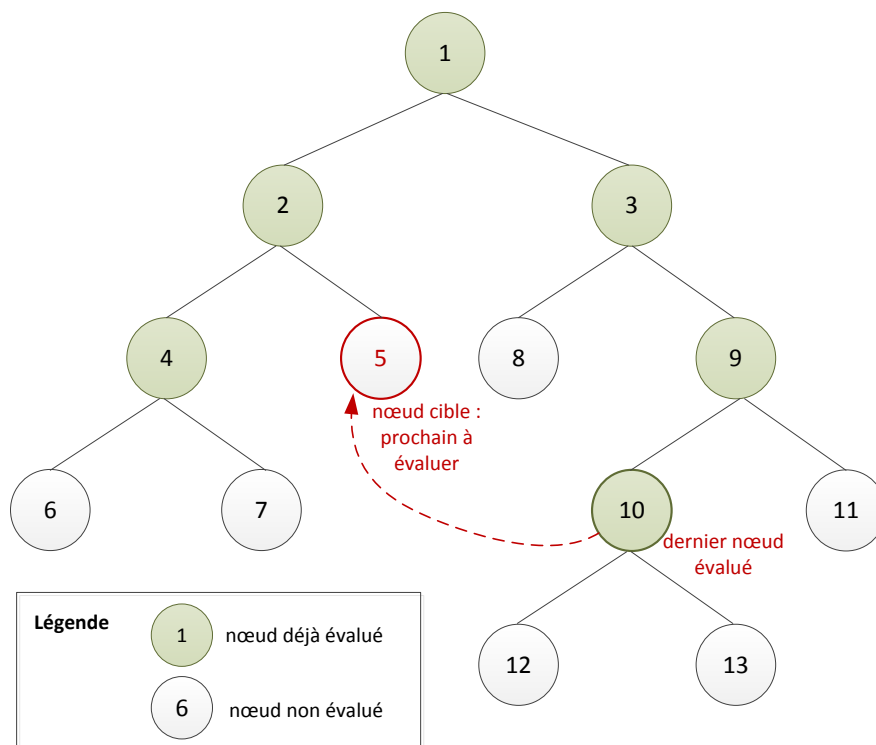 1
2
3
4
5
8
9
nœud cible :
prochain à
évaluer
6
7
10
11
dernier nœud
évalué
12
13
Légende
1
nœud déjà évalué
6
nœud non évalué